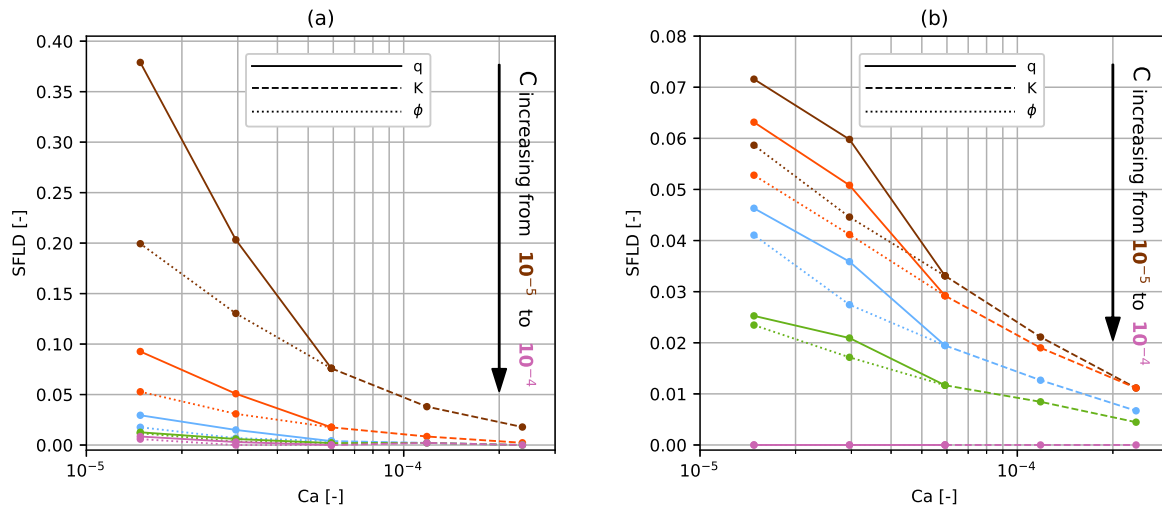 (a)
0.40
0.35
0.30
0.25
0.20
0.15
0.10
0.05
0.00
SFLD [-]
10⁻⁵
10⁻⁴
Ca [-]
q
K
ϕ
C increasing from 10⁻⁵ to 10⁻⁴
(b)
0.08
0.07
0.06
0.05
0.04
0.03
0.02
0.01
0.00
SFLD [-]
10⁻⁵
10⁻⁴
Ca [-]
q
K
ϕ
C increasing from 10⁻⁵ to 10⁻⁴